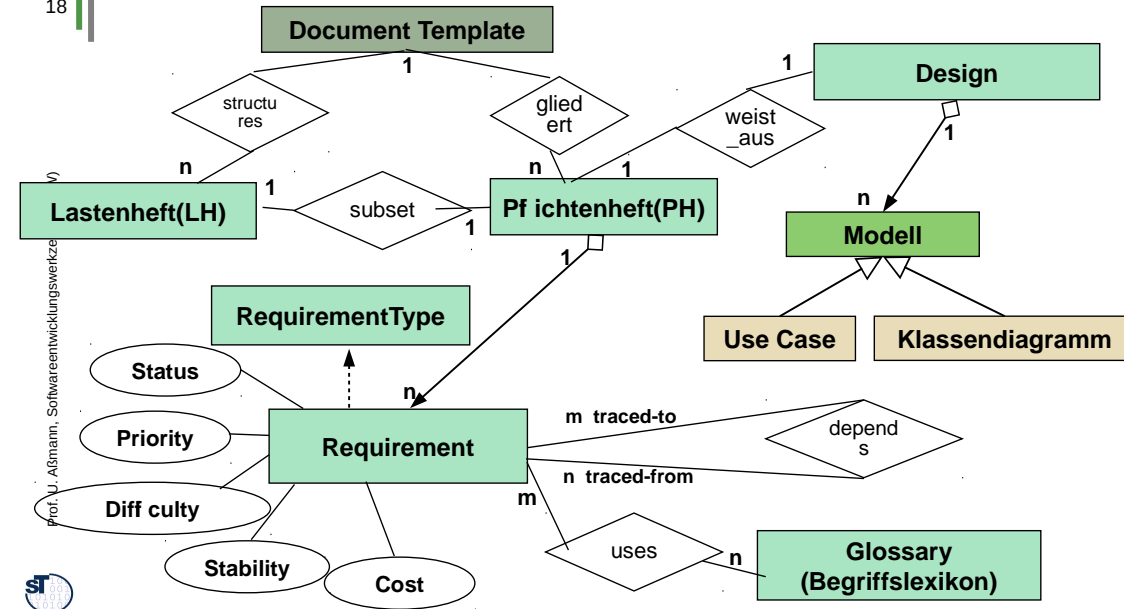 18
Document Template
1
1
Design
structu
res
glied
ert
weist
_aus
n
n
1
1
n
Lastenheft(LH)
1
subset
1
Pf ichtenheft(PH)
Modell
1
RequirementType
Use Case
Klassendiagramm
Status
n
Priority
Requirement
m traced-to
depend
s
n traced-from
Diff culty
m
Stability
Cost
uses
n
Glossary
(Begriffslexikon)
Prof. U. Aßmann, Softwareentwicklungswerkze
ST